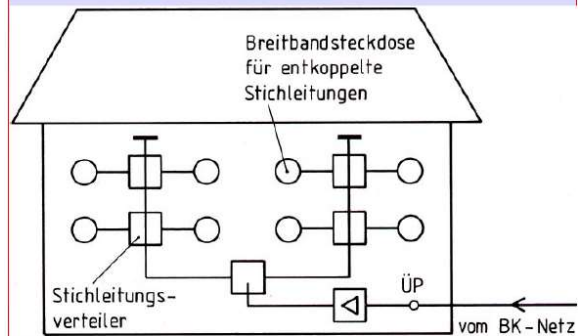 Breitbandsteckdose
für entkoppelte
Stichleitungen
Stichleitungs-
verteiler
ÜP
vom BK-Netz